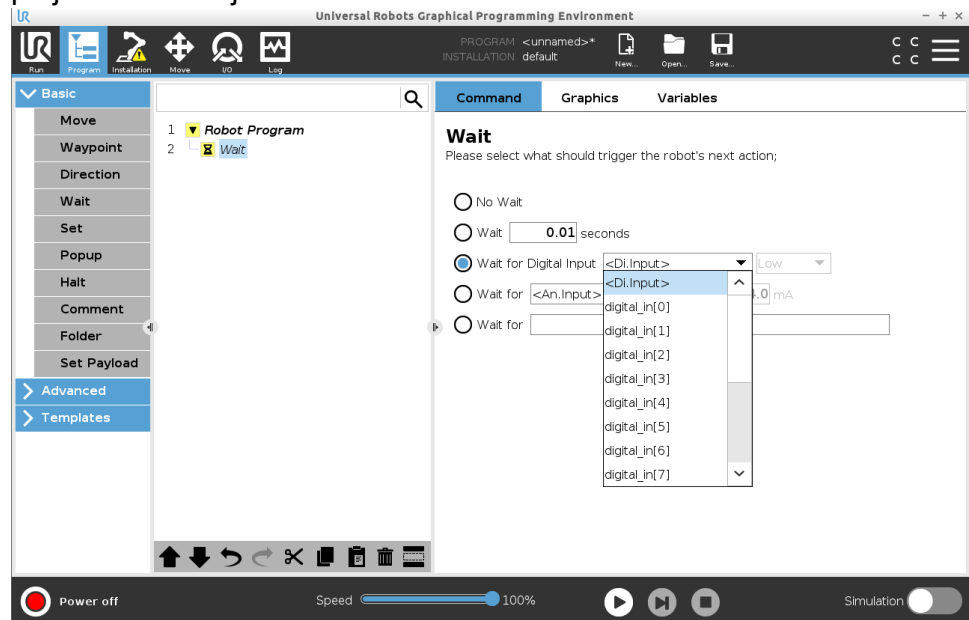 UR Universal Robots Graphical Programming Environment
PROGRAM <unnamed>*
INSTALLATION default
UR
Run Program Installation Move I/O Log New... Open... Save...
C C
C C
Basic
Move
Waypoint
Direction
Wait
Set
Popup
Halt
Comment
Folder
Set Payload
Advanced
Templates
1 Robot Program
2 Wait
Command Graphics Variables
Wait
Please select what should trigger the robot's next action;
No Wait
Wait 0.01 seconds
Wait for Digital Input <Di.Input> Low
Wait for <An.Input> .0 mA
Wait for
<Di.Input>
digital_in[0]
digital_in[1]
digital_in[2]
digital_in[3]
digital_in[4]
digital_in[5]
digital_in[6]
digital_in[7]
Power off Speed 100% Simulation